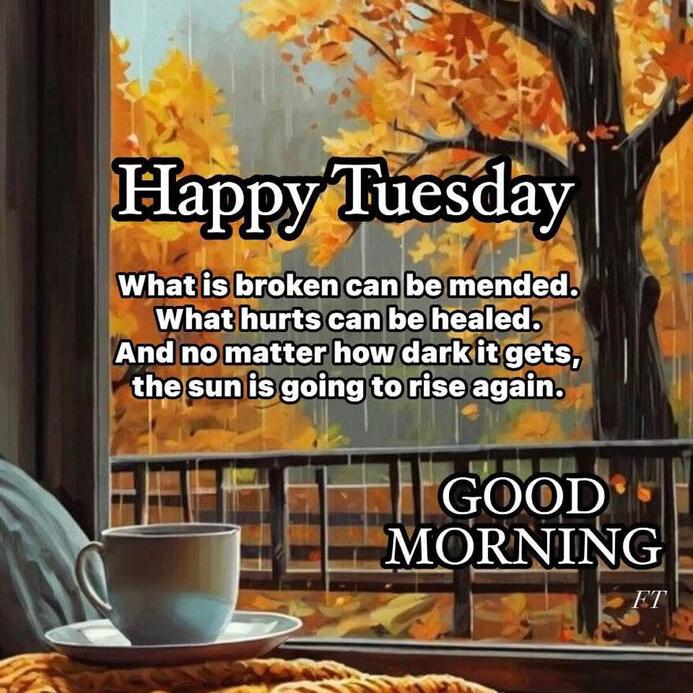 Happy Tuesday
What is broken can be mended.
What hurts can be healed.
And no matter how dark it gets,
the sun is going to rise again.
GOOD
MORNING
FT